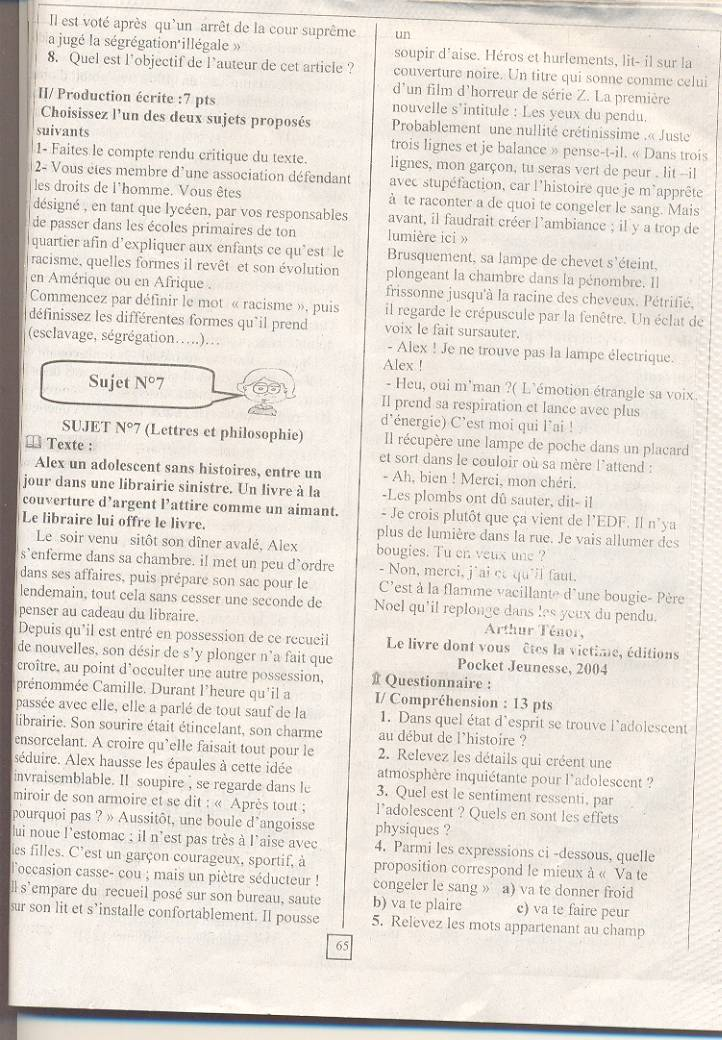 Il est voté après qu'un arrêt de la cour suprême
a jugé la ségrégation illégale »
8. Quel est l'objectif de l'auteur de cet article ?
II/ Production écrite :7 pts
Choisissez l'un des deux sujets proposés
suivants
1- Faites le compte rendu critique du texte.
2- Vous êtes membre d'une association défendant
les droits de l'homme. Vous êtes
désigné , en tant que lycéen, par vos responsables
de passer dans les écoles primaires de ton
quartier afin d'expliquer aux enfants ce qu'est le
racisme, quelles formes il revêt et son évolution
en Amérique ou en Afrique .
Commencez par définir le mot « racisme », puis
définissez les différentes formes qu'il prend
(esclavage, ségrégation…..)…
Sujet N°7
SUJET N°7 (Lettres et philosophie)
Texte :
Alex un adolescent sans histoires, entre un
jour dans une librairie sinistre. Un livre à la
couverture d'argent l'attire comme un aimant.
Le libraire lui offre le livre.
Le soir venu sitôt son dîner avalé, Alex
s'enferme dans sa chambre. il met un peu d'ordre
dans ses affaires, puis prépare son sac pour le
lendemain, tout cela sans cesser une seconde de
penser au cadeau du libraire.
Depuis qu'il est entré en possession de ce recueil
de nouvelles, son désir de s'y plonger n'a fait que
croître, au point d'occulter une autre possession,
prénommée Camille. Durant l'heure qu'il a
passée avec elle, elle a parlé de tout sauf de la
librairie. Son sourire était étincelant, son charme
ensorcelant. A croire qu'elle faisait tout pour le
séduire. Alex hausse les épaules à cette idée
invraisemblable. Il soupire , se regarde dans le
miroir de son armoire et se dit : « Après tout ;
pourquoi pas ? » Aussitôt, une boule d'angoisse
lui noue l'estomac ; il n'est pas très à l'aise avec
les filles. C'est un garçon courageux, sportif, à
l'occasion casse- cou ; mais un piètre séducteur !
Il s'empare du recueil posé sur son bureau, saute
sur son lit et s'installe confortablement. Il pousse
un
soupir d'aise. Héros et hurlements, lit- il sur la
couverture noire. Un titre qui sonne comme celui
d'un film d'horreur de série Z. La première
nouvelle s'intitule : Les yeux du pendu.
Probablement une nullité crétinissime .« Juste
trois lignes et je balance » pense-t-il. « Dans trois
lignes, mon garçon, tu seras vert de peur . lit –il
avec stupéfaction, car l'histoire que je m'apprête
à te raconter a de quoi te congeler le sang. Mais
avant, il faudrait créer l'ambiance ; il y a trop de
lumière ici »
Brusquement, sa lampe de chevet s'éteint,
plongeant la chambre dans la pénombre. Il
frissonne jusqu'à la racine des cheveux. Pétrifié,
il regarde le crépuscule par la fenêtre. Un éclat de
voix le fait sursauter.
- Alex ! Je ne trouve pas la lampe électrique.
Alex !
- Heu, oui m'man ?( L'émotion étrangle sa voix.
Il prend sa respiration et lance avec plus
d'énergie) C'est moi qui l'ai !
Il récupère une lampe de poche dans un placard
et sort dans le couloir où sa mère l'attend :
- Ah, bien ! Merci, mon chéri.
-Les plombs ont dû sauter, dit- il
- Je crois plutôt que ça vient de l'EDF. Il n'ya
plus de lumière dans la rue. Je vais allumer des
bougies. Tu en veux une ?
- Non, merci, j'ai ce qu'il faut.
C'est à la flamme vacillante d'une bougie- Père
Noel qu'il replonge dans les yeux du pendu.
Arthur Ténor,
Le livre dont vous êtes la victime, éditions
Pocket Jeunesse, 2004
Questionnaire :
I/ Compréhension : 13 pts
1. Dans quel état d'esprit se trouve l'adolescent
au début de l'histoire ?
2. Relevez les détails qui créent une
atmosphère inquiétante pour l'adolescent ?
3. Quel est le sentiment ressenti, par
l'adolescent ? Quels en sont les effets
physiques ?
4. Parmi les expressions ci -dessous, quelle
proposition correspond le mieux à « Va te
congeler le sang » a) va te donner froid
b) va te plaire c) va te faire peur
5. Relevez les mots appartenant au champ
65